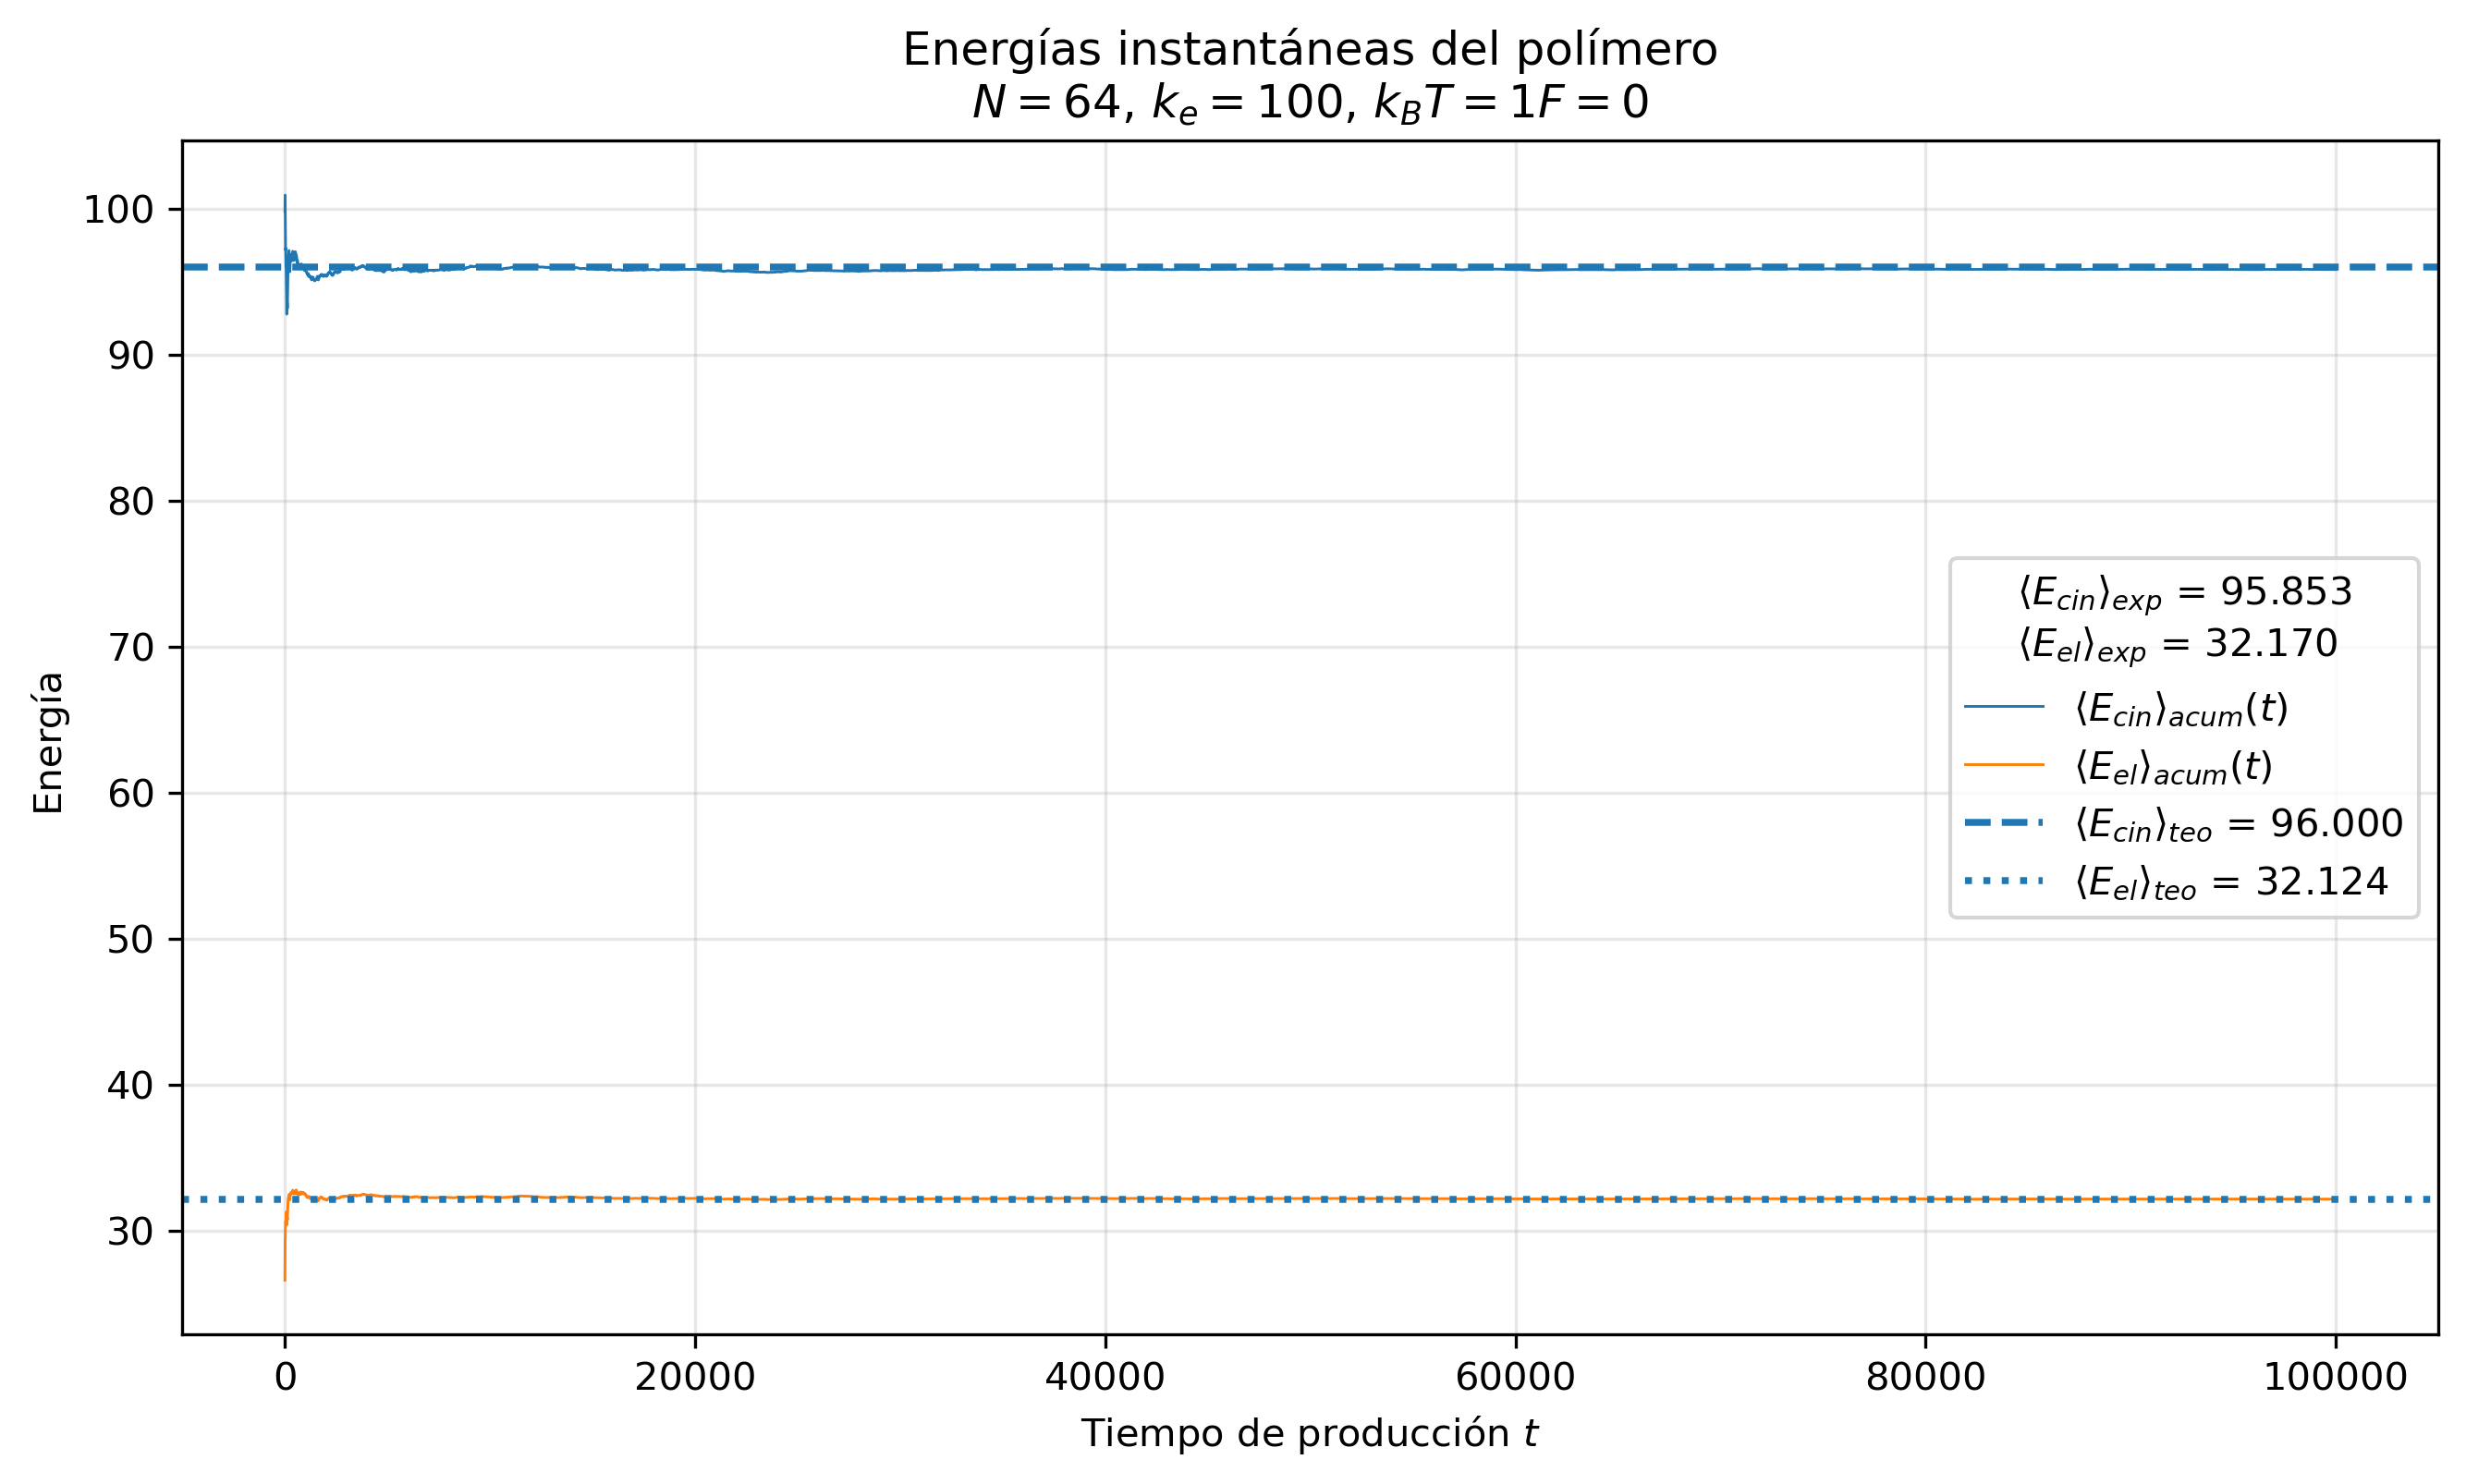 Energías instantáneas del polímero
N = 64, k_e = 100, k_BT = 1F = 0
Energía
100
90
80
70
60
50
40
30
⟨E_cin⟩_exp = 95.853
⟨E_el⟩_exp = 32.170
⟨E_cin⟩_acum(t)
⟨E_el⟩_acum(t)
⟨E_cin⟩_teo = 96.000
⟨E_el⟩_teo = 32.124
0
20000
40000
60000
80000
100000
Tiempo de producción t